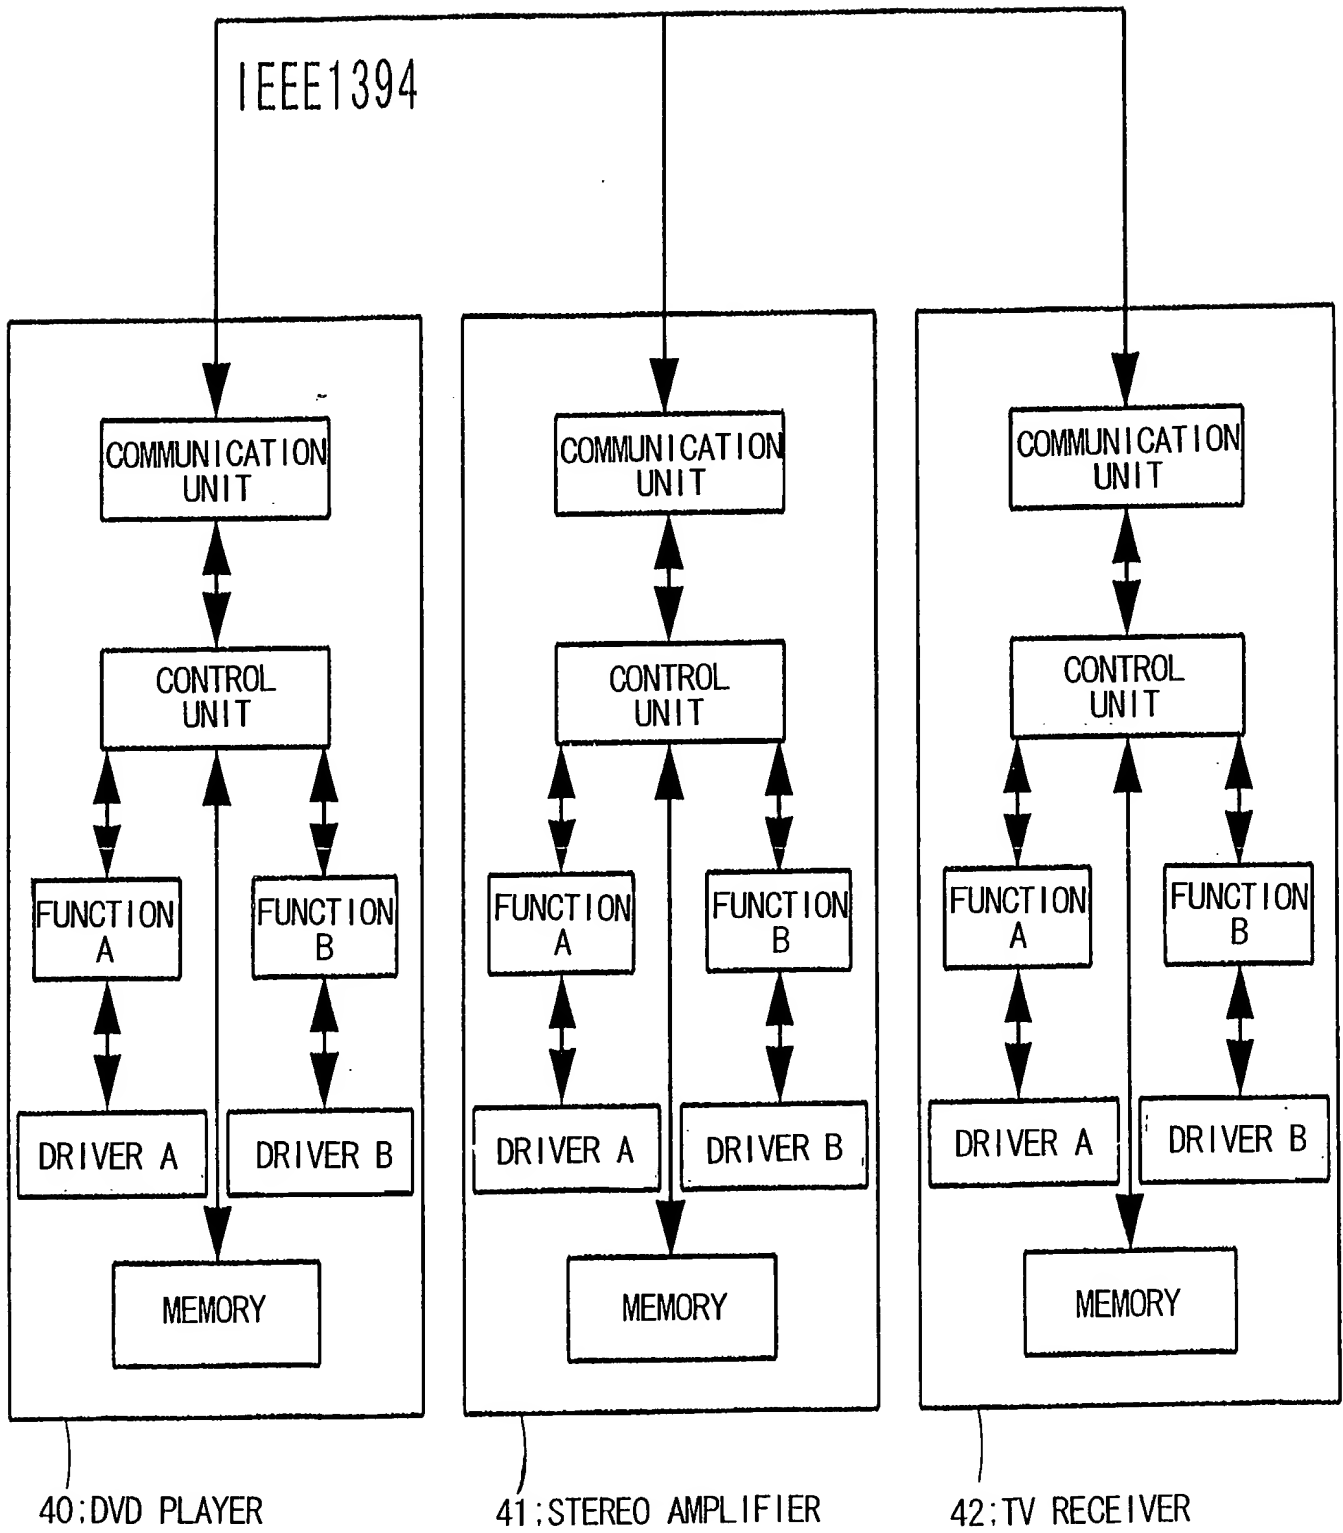 IEEE1394
COMMUNICATION
UNIT
CONTROL
UNIT
FUNCTION
A
FUNCTION
B
DRIVER A
DRIVER B
MEMORY
40;DVD PLAYER
COMMUNICATION
UNIT
CONTROL
UNIT
FUNCTION
A
FUNCTION
B
DRIVER A
DRIVER B
MEMORY
41;STEREO AMPLIFIER
COMMUNICATION
UNIT
CONTROL
UNIT
FUNCTION
A
FUNCTION
B
DRIVER A
DRIVER B
MEMORY
42;TV RECEIVER